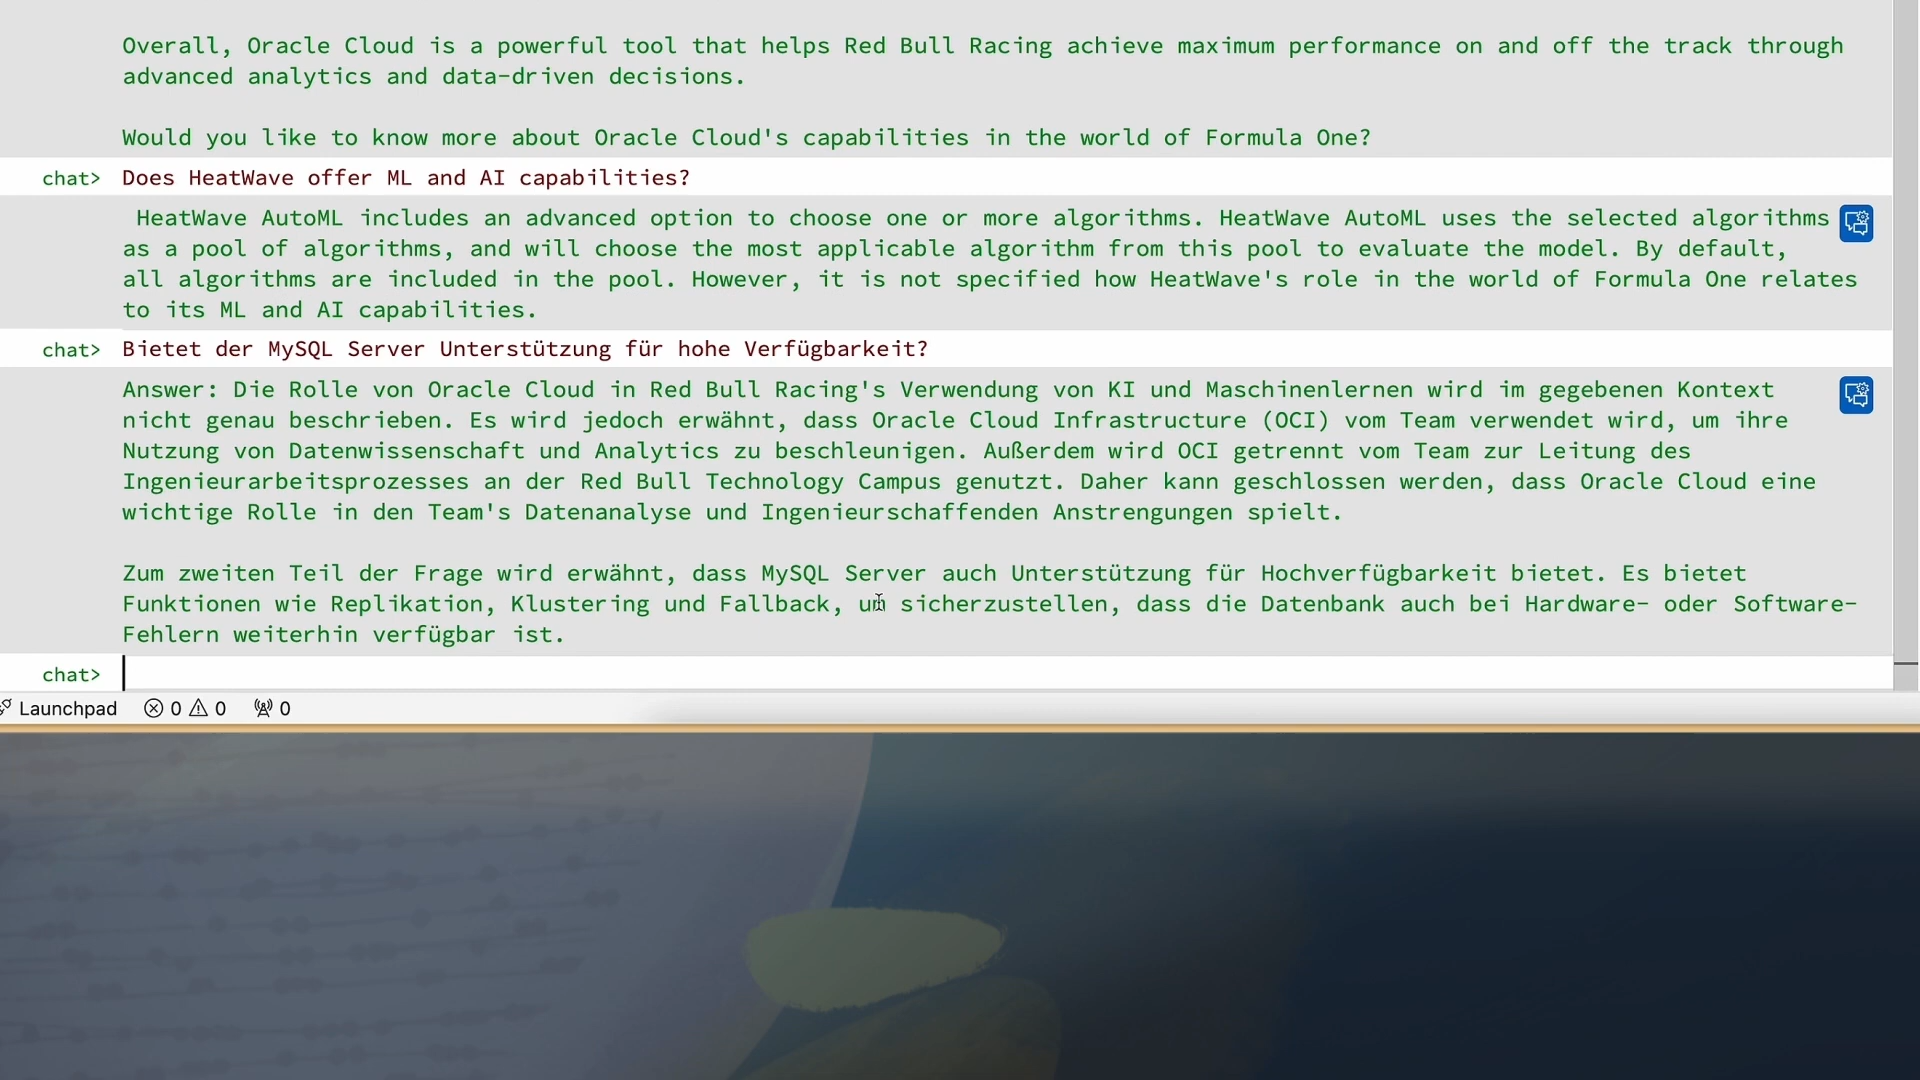 Overall, Oracle Cloud is a powerful tool that helps Red Bull Racing achieve maximum performance on and off the track through
advanced analytics and data-driven decisions.
Would you like to know more about Oracle Cloud's capabilities in the world of Formula One?
chat> Does HeatWave offer ML and AI capabilities?
HeatWave AutoML includes an advanced option to choose one or more algorithms. HeatWave AutoML uses the selected algorithms
as a pool of algorithms, and will choose the most applicable algorithm from this pool to evaluate the model. By default,
all algorithms are included in the pool. However, it is not specified how HeatWave's role in the world of Formula One relates
to its ML and AI capabilities.
chat> Bietet der MySQL Server Unterstützung für hohe Verfügbarkeit?
Answer: Die Rolle von Oracle Cloud in Red Bull Racing's Verwendung von KI und Maschinenlernen wird im gegebenen Kontext
nicht genau beschrieben. Es wird jedoch erwähnt, dass Oracle Cloud Infrastructure (OCI) vom Team verwendet wird, um ihre
Nutzung von Datenwissenschaft und Analytics zu beschleunigen. Außerdem wird OCI getrennt vom Team zur Leitung des
Ingenieurarbeitsprozesses an der Red Bull Technology Campus genutzt. Daher kann geschlossen werden, dass Oracle Cloud eine
wichtige Rolle in den Team's Datenanalyse und Ingenieurschaffenden Anstrengungen spielt.
Zum zweiten Teil der Frage wird erwähnt, dass MySQL Server auch Unterstützung für Hochverfügbarkeit bietet. Es bietet
Funktionen wie Replikation, Klustering und Fallback, um sicherzustellen, dass die Datenbank auch bei Hardware- oder Software-
Fehlern weiterhin verfügbar ist.
chat>
Launchpad 0 0 0